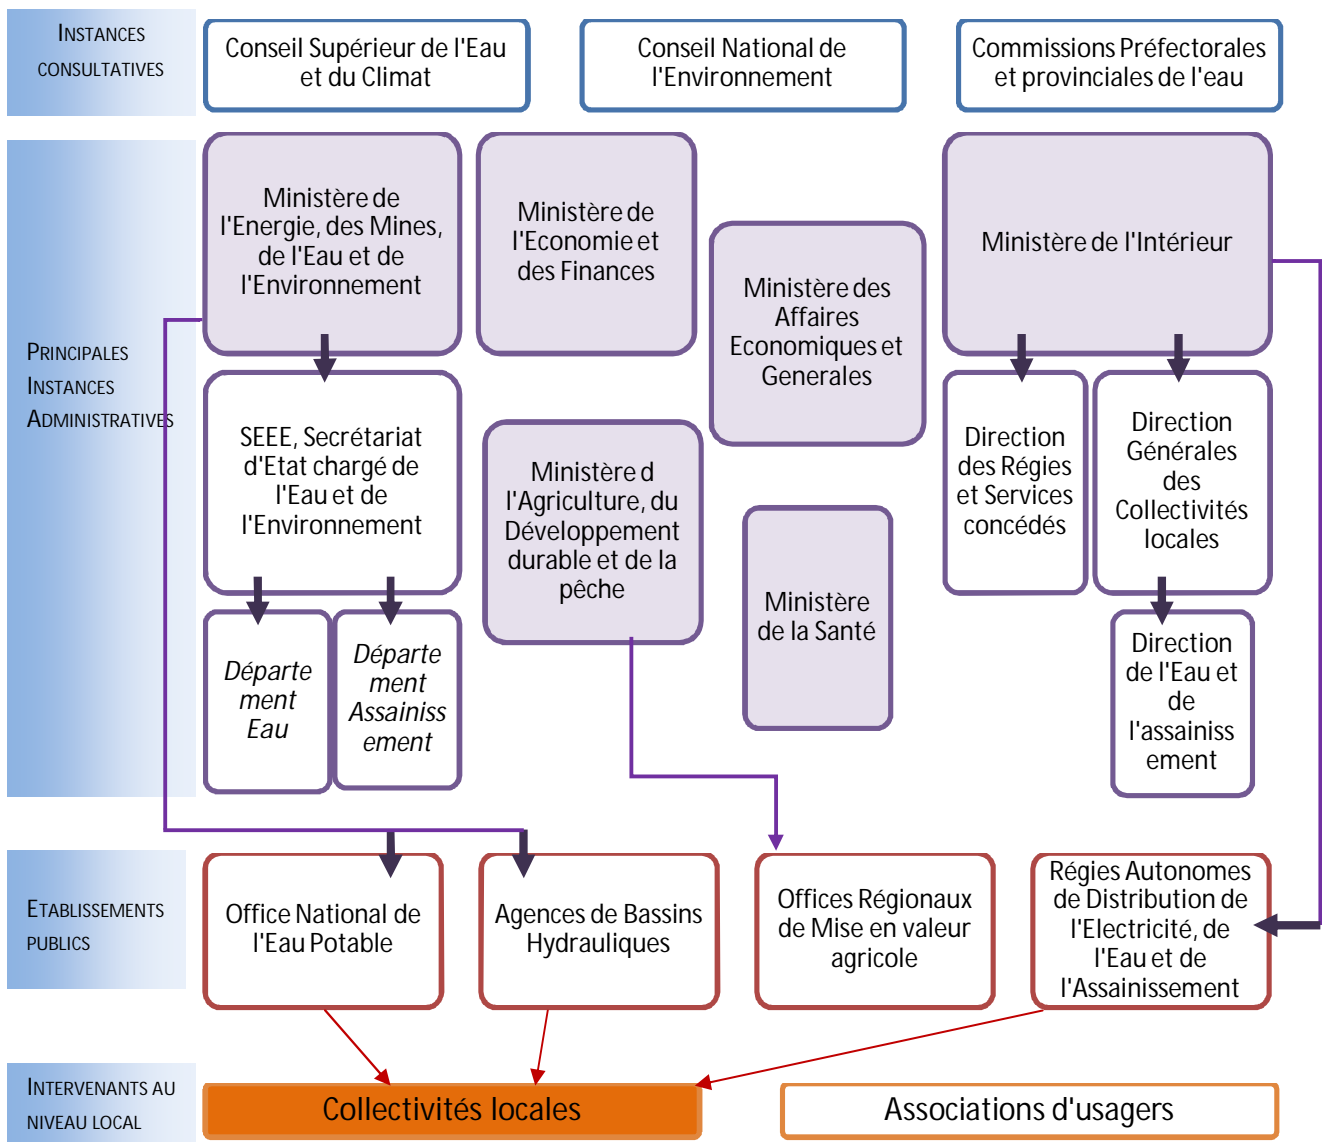 INSTANCES
CONSULTATIVES
Conseil Supérieur de l'Eau
et du Climat
Conseil National de
l'Environnement
Commissions Préfectorales
et provinciales de l'eau
PRINCIPALES
INSTANCES
ADMINISTRATIVES
Ministère de
l'Energie, des Mines,
de l'Eau et de
l'Environnement
Ministère de
l'Economie et
des Finances
Ministère des
Affaires
Economiques et
Generales
Ministère de l'Intérieur
SEEE, Secrétariat
d'Etat chargé de
l'Eau et de
l'Environnement
Ministère d
l'Agriculture, du
Développement
durable et de la
pêche
Ministère
de la Santé
Direction
des Régies
et Services
concédés
Direction
Générales
des
Collectivités
locales
Départe
ment
Eau
Départe
ment
Assainiss
ement
Direction
de l'Eau et
de
l'assainiss
ement
ETABLISSEMENTS
PUBLICS
Office National de
l'Eau Potable
Agences de Bassins
Hydrauliques
Offices Régionaux
de Mise en valeur
agricole
Régies Autonomes
de Distribution de
l'Electricité, de
l'Eau et de
l'Assainissement
INTERVENANTS AU
NIVEAU LOCAL
Collectivités locales
Associations d'usagers